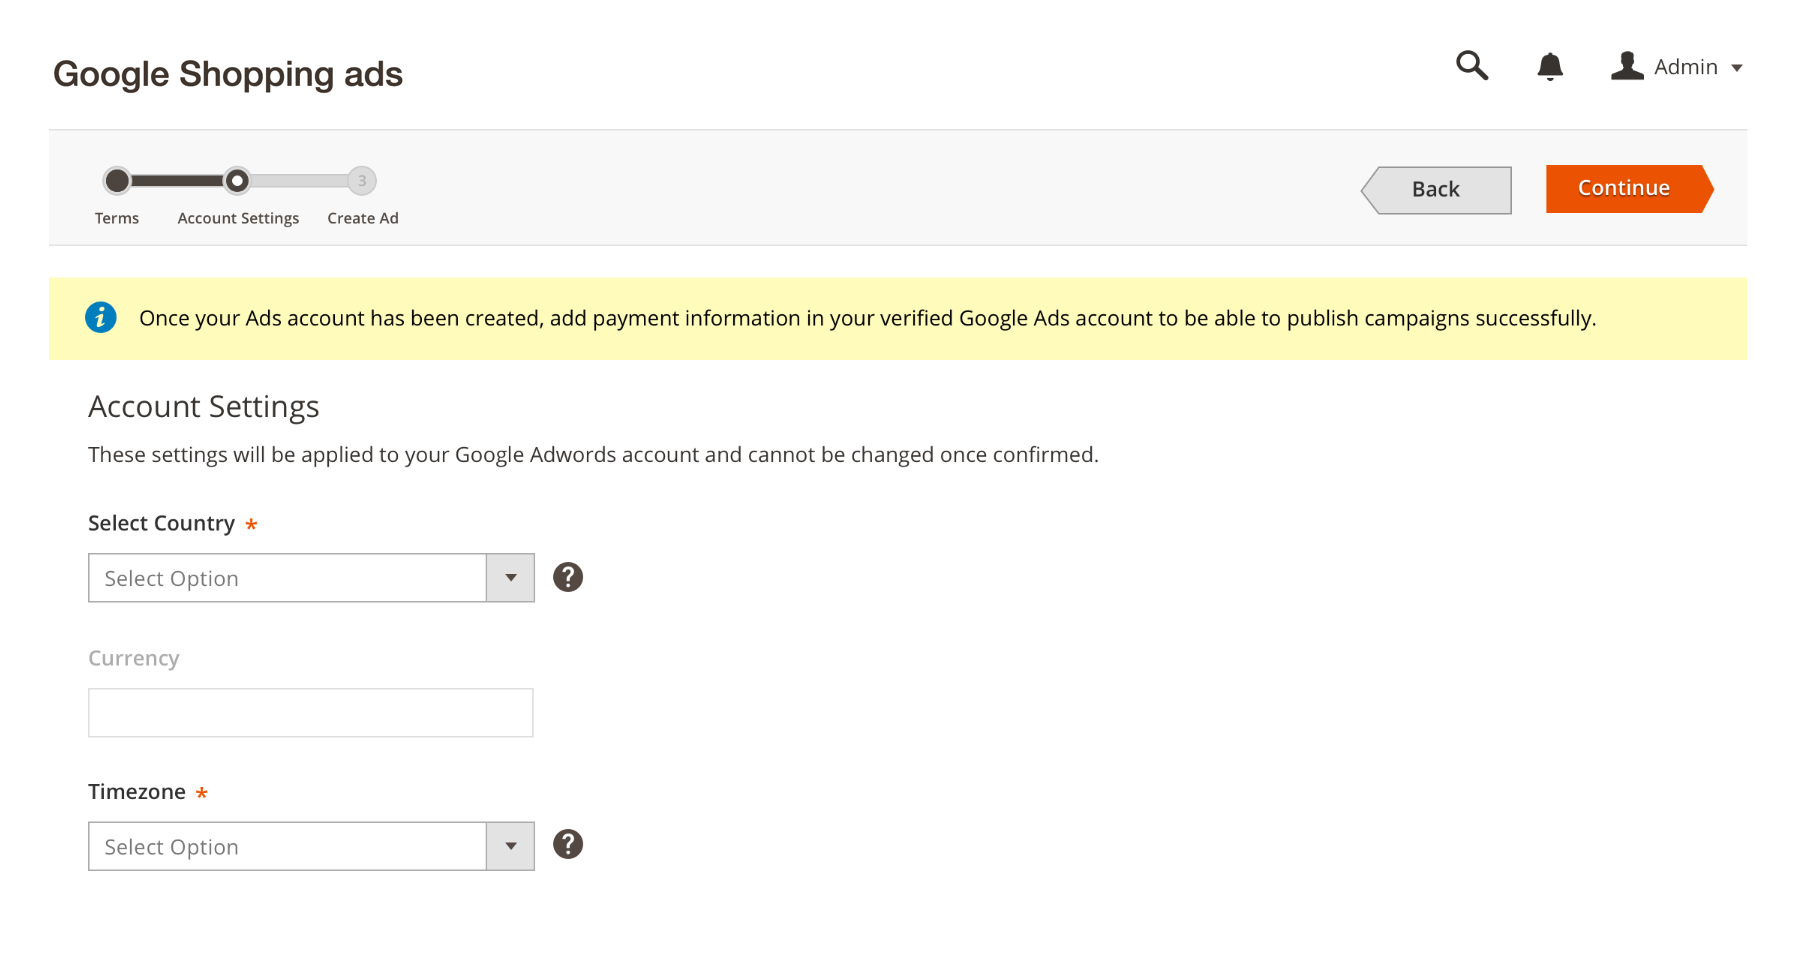 Google Shopping ads
Admin
3
Terms
Account Settings
Create Ad
Back
Continue
i
Once your Ads account has been created, add payment information in your verified Google Ads account to be able to publish campaigns successfully.
Account Settings
These settings will be applied to your Google Adwords account and cannot be changed once confirmed.
Select Country *
Select Option
?
Currency
Timezone *
Select Option
?